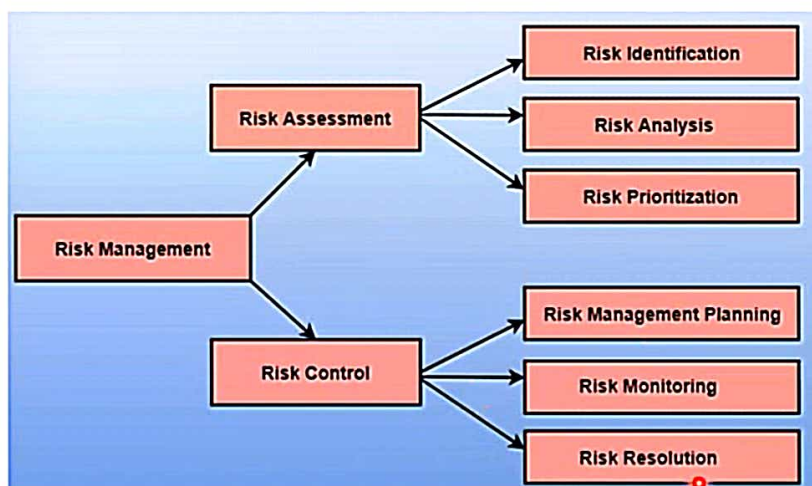 Risk Management
Risk Assessment
Risk Identification
Risk Analysis
Risk Prioritization
Risk Control
Risk Management Planning
Risk Monitoring
Risk Resolution